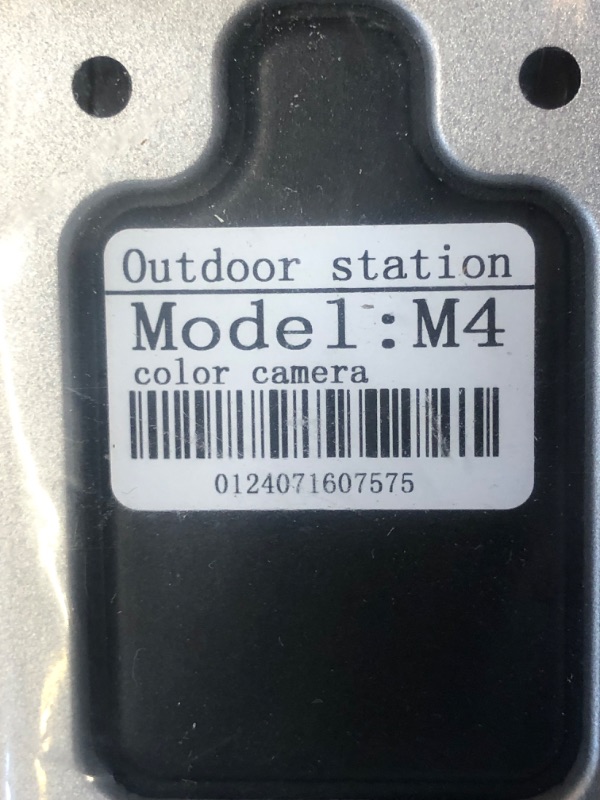 Outdoor station
Model:M4
color camera
0124071607575